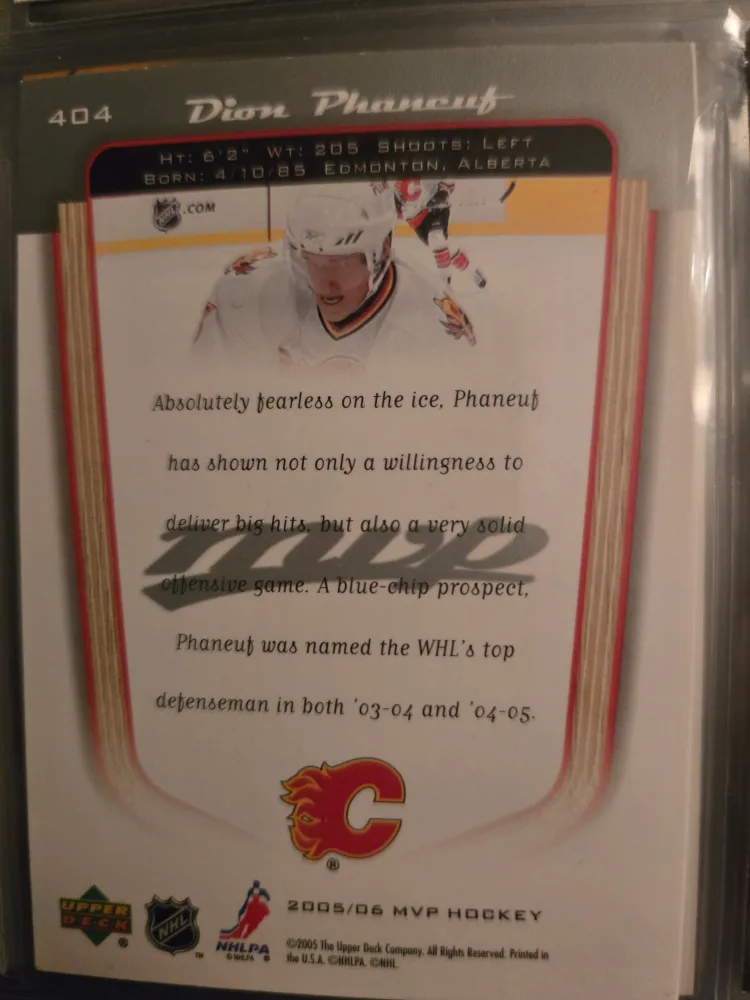 404 Dion Phaneuf
HT: 6'2" WT: 205 SHOOTS: LEFT
BORN: 4/10/85 EDMONTON, ALBERTA
NHL.COM
Absolutely fearless on the ice, Phaneuf
has shown not only a willingness to
deliver big hits, but also a very solid
mvp
offensive game. A blue-chip prospect,
Phaneuf was named the WHL's top
defenseman in both '03-04 and '04-05.
C
®
UPPER
DECK
®
NHL
™
NHLPA
©NHLPA ®
2005/06 MVP HOCKEY
©2005 The Upper Deck Company. All Rights Reserved. Printed in
the U.S.A. ©NHLPA. ©NHL.